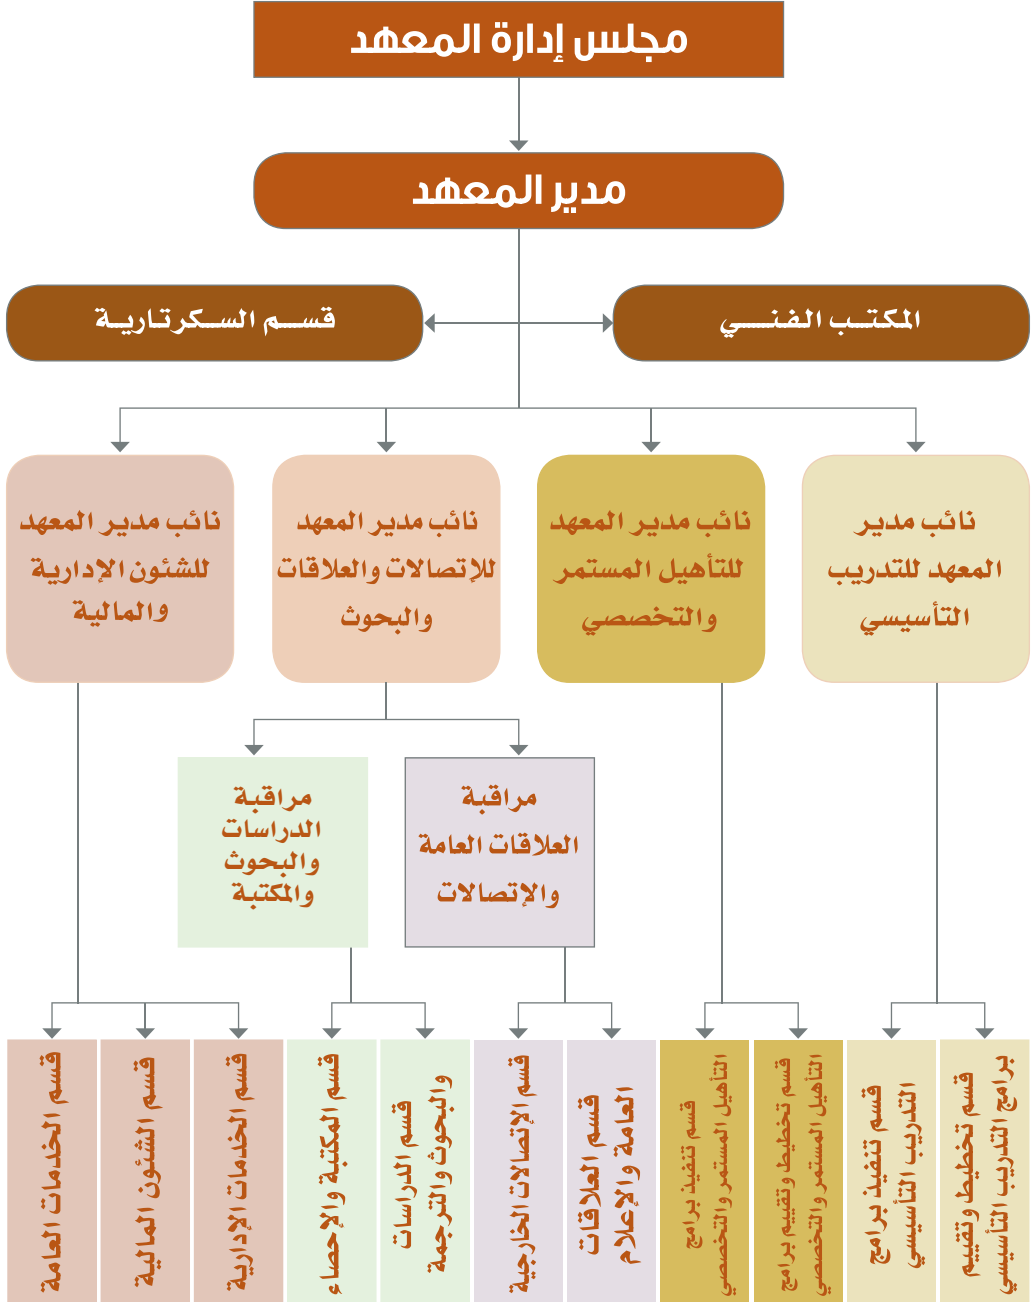 مجلس إدارة المعهد
مدير المعهد
المكتب الفني
قسم السكرتارية
نائب مدير
المعهد للتدريب
التأسيسي
نائب مدير المعهد
للتأهيل المستمر
والتخصصي
نائب مدير المعهد
للإتصالات والعلاقات
والبحوث
نائب مدير المعهد
للشئون الإدارية
والمالية
مراقبة
العلاقات العامة
والإتصالات
مراقبة
الدراسات
والبحوث
والمكتبة
قسم تخطيط وتقييم
برامج التدريب التأسيسي
قسم تنفيذ برامج
التدريب التأسيسي
قسم تخطيط وتقييم برامج
التأهيل المستمر والتخصصي
قسم تنفيذ برامج
التأهيل المستمر والتخصصي
قسم العلاقات
العامة والإعلام
قسم الإتصالات الخارجية
قسم الدراسات
والبحوث والترجمة
قسم المكتبة والإحصاء
قسم الخدمات الإدارية
قسم الشئون المالية
قسم الخدمات العامة